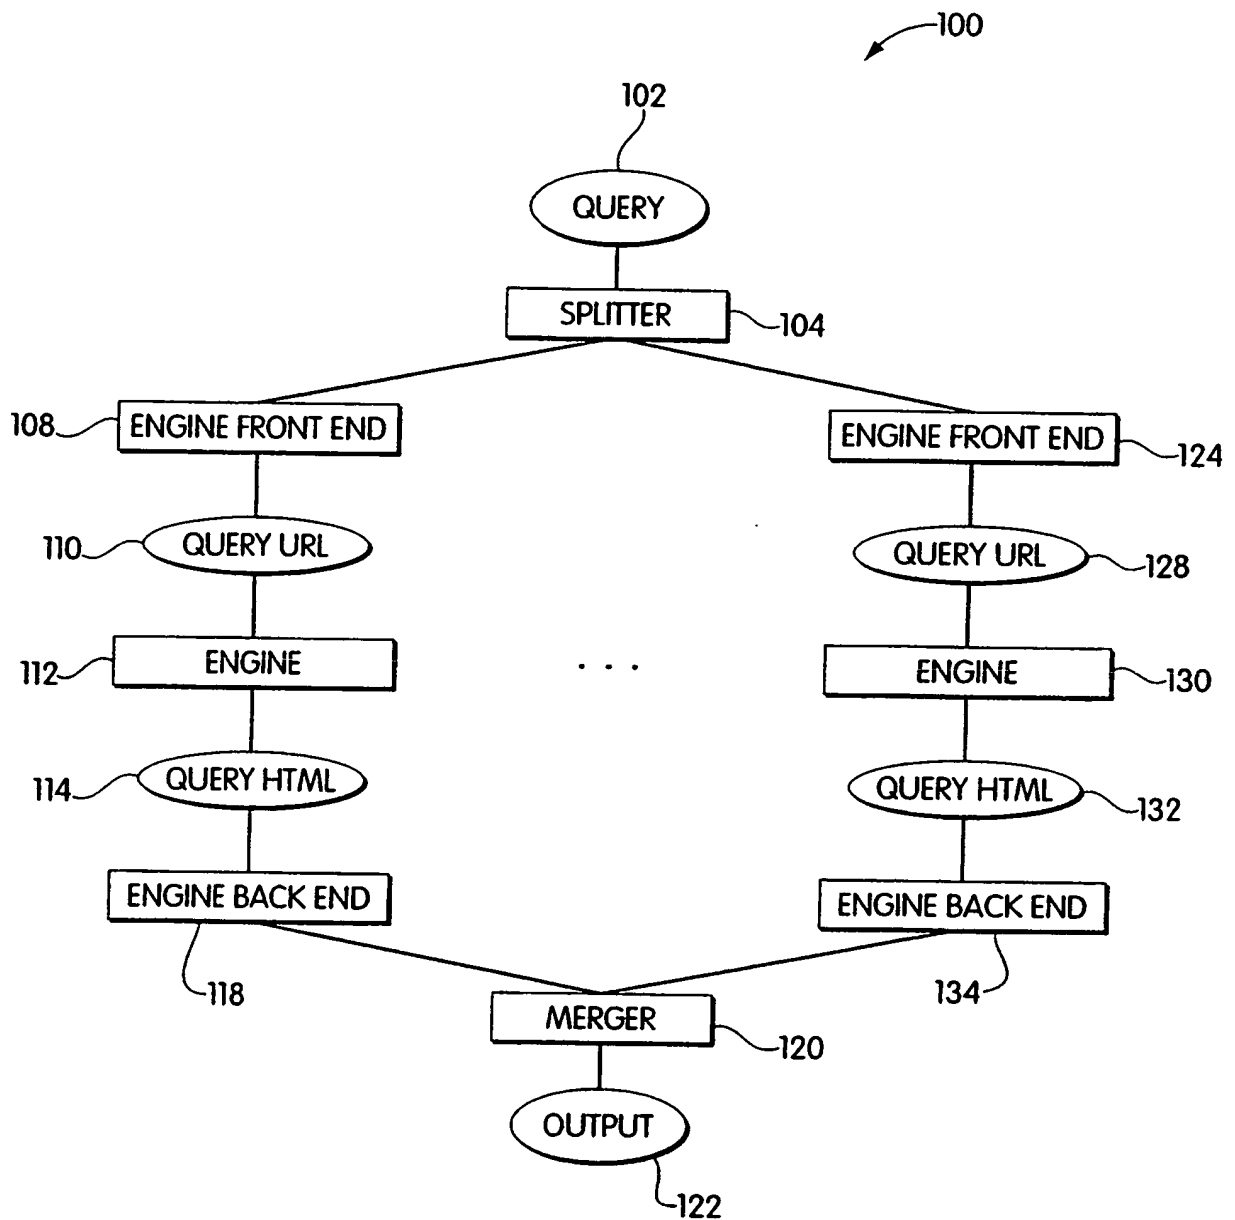 100
102
QUERY
SPLITTER
104
108
ENGINE FRONT END
ENGINE FRONT END
124
110
QUERY URL
QUERY URL
128
112
ENGINE
. . .
ENGINE
130
114
QUERY HTML
QUERY HTML
132
ENGINE BACK END
ENGINE BACK END
118
134
MERGER
120
OUTPUT
122